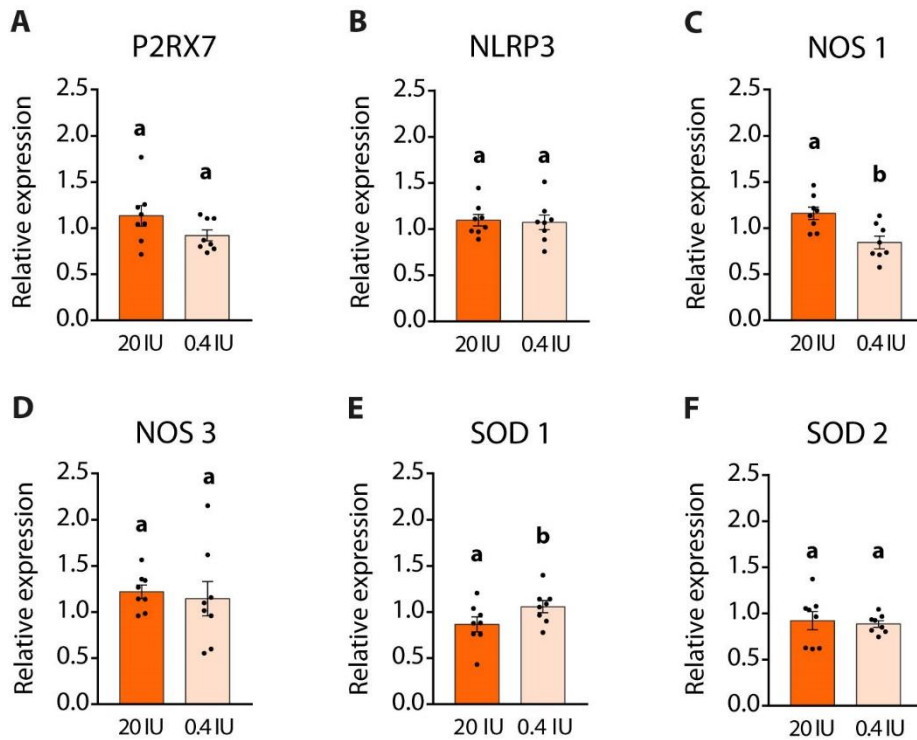 A
P2RX7
Relative expression
2.5
2.0
1.5
1.0
0.5
0.0
a
a
20 IU
0.4 IU
B
NLRP3
Relative expression
2.5
2.0
1.5
1.0
0.5
0.0
a
a
20 IU
0.4 IU
C
NOS 1
Relative expression
2.5
2.0
1.5
1.0
0.5
0.0
a
b
20 IU
0.4 IU
D
NOS 3
Relative expression
2.5
2.0
1.5
1.0
0.5
0.0
a
a
20 IU
0.4 IU
E
SOD 1
Relative expression
2.5
2.0
1.5
1.0
0.5
0.0
a
b
20 IU
0.4 IU
F
SOD 2
Relative expression
2.5
2.0
1.5
1.0
0.5
0.0
a
a
20 IU
0.4 IU